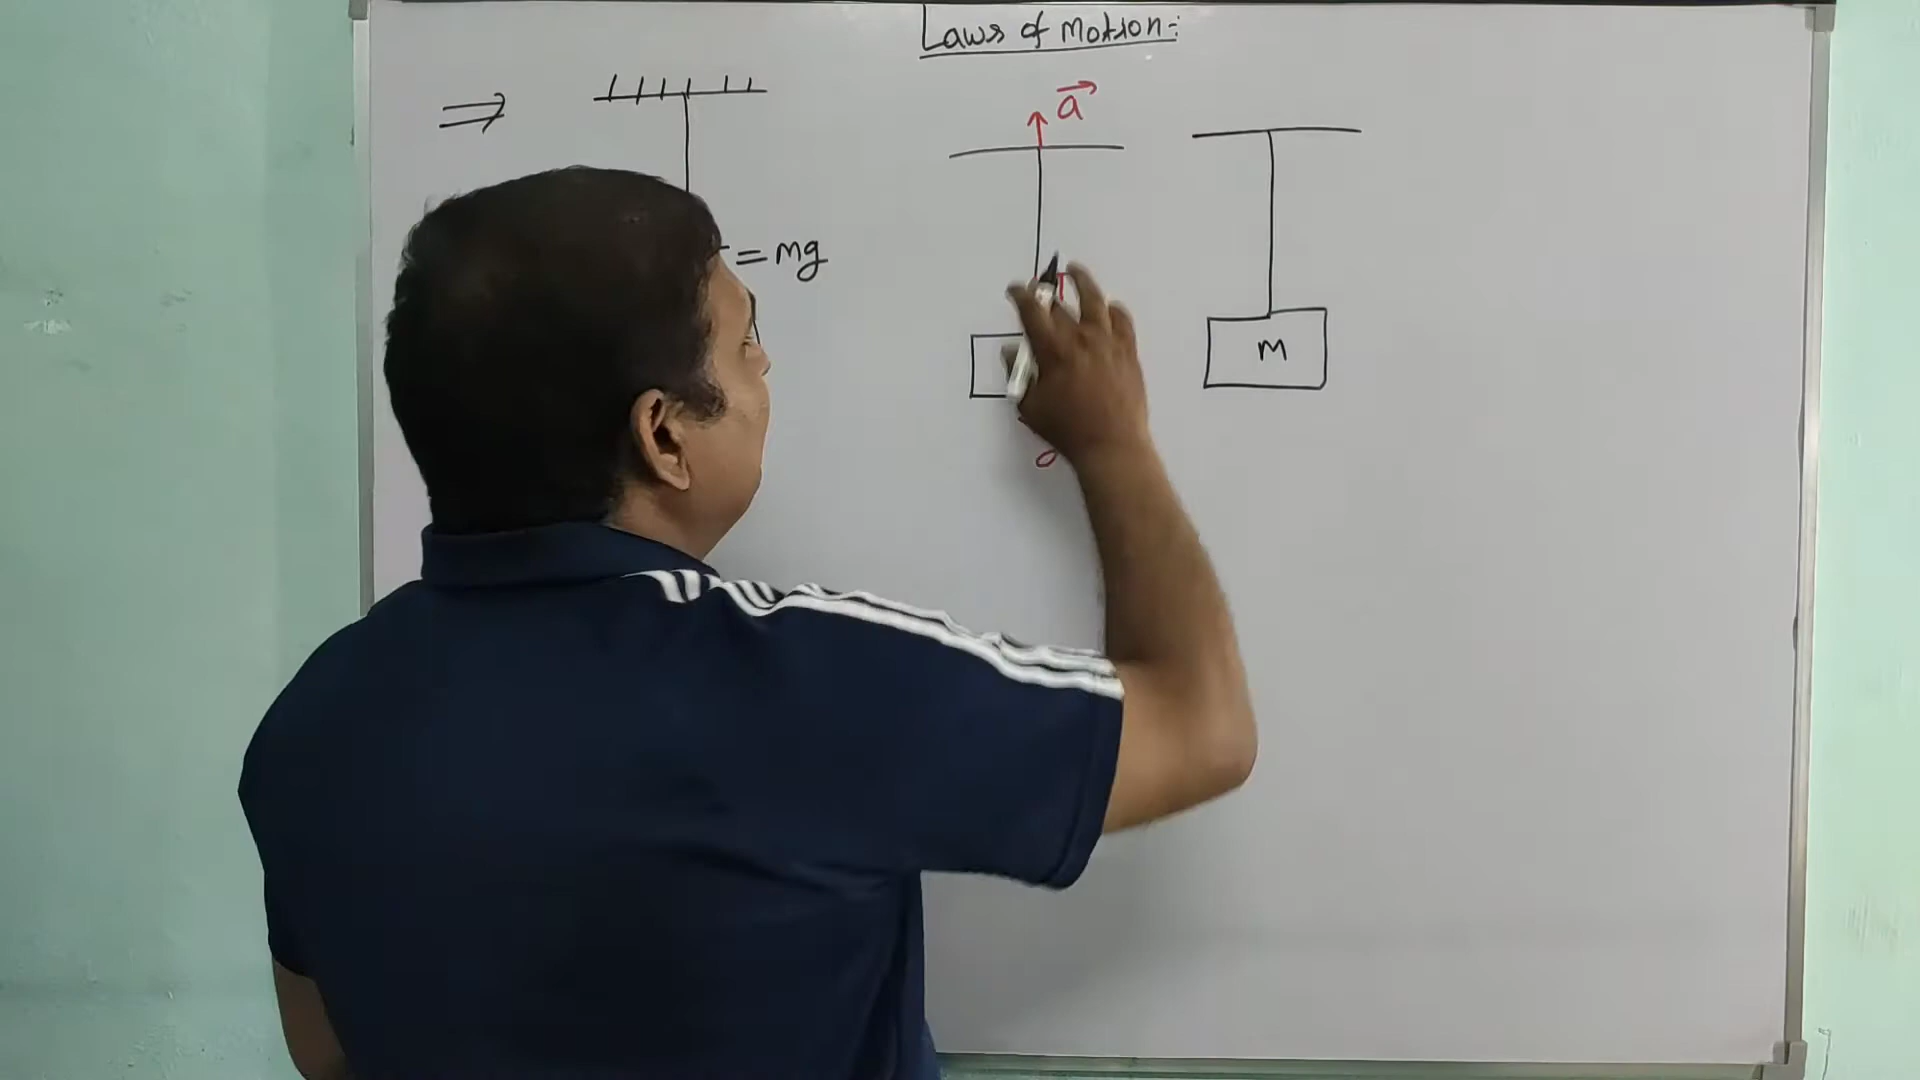 Laws of Motion:-
a
= mg
T
m
g